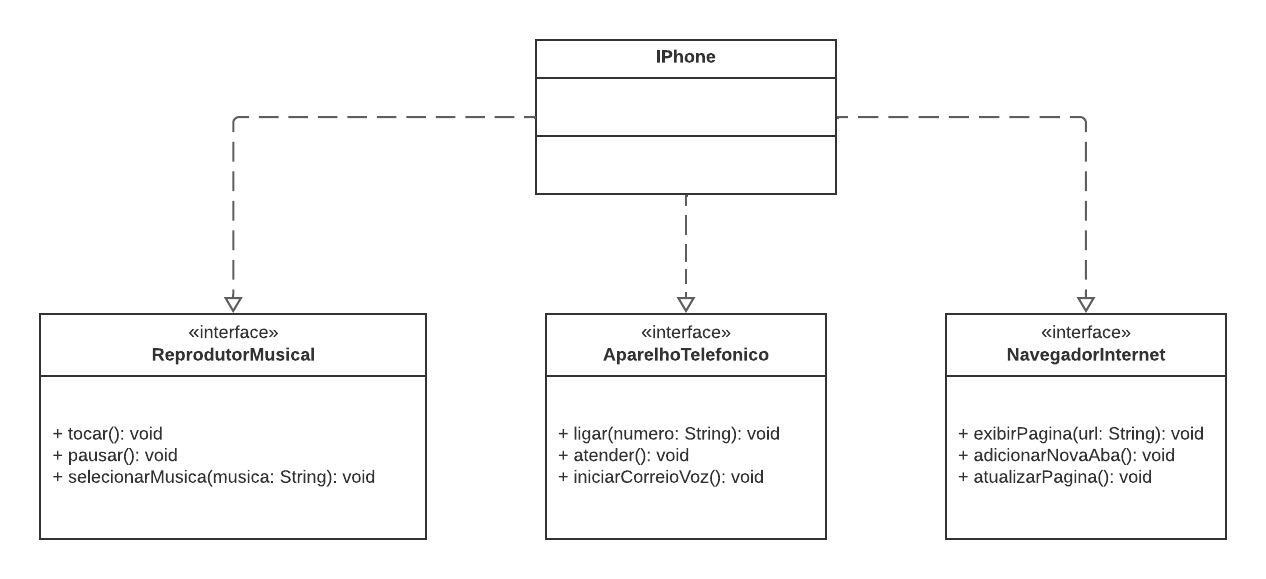 IPhone
«interface»
ReprodutorMusical
+ tocar(): void
+ pausar(): void
+ selecionarMusica(musica: String): void
«interface»
AparelhoTelefonico
+ ligar(numero: String): void
+ atender(): void
+ iniciarCorreioVoz(): void
«interface»
NavegadorInternet
+ exibirPagina(url: String): void
+ adicionarNovaAba(): void
+ atualizarPagina(): void